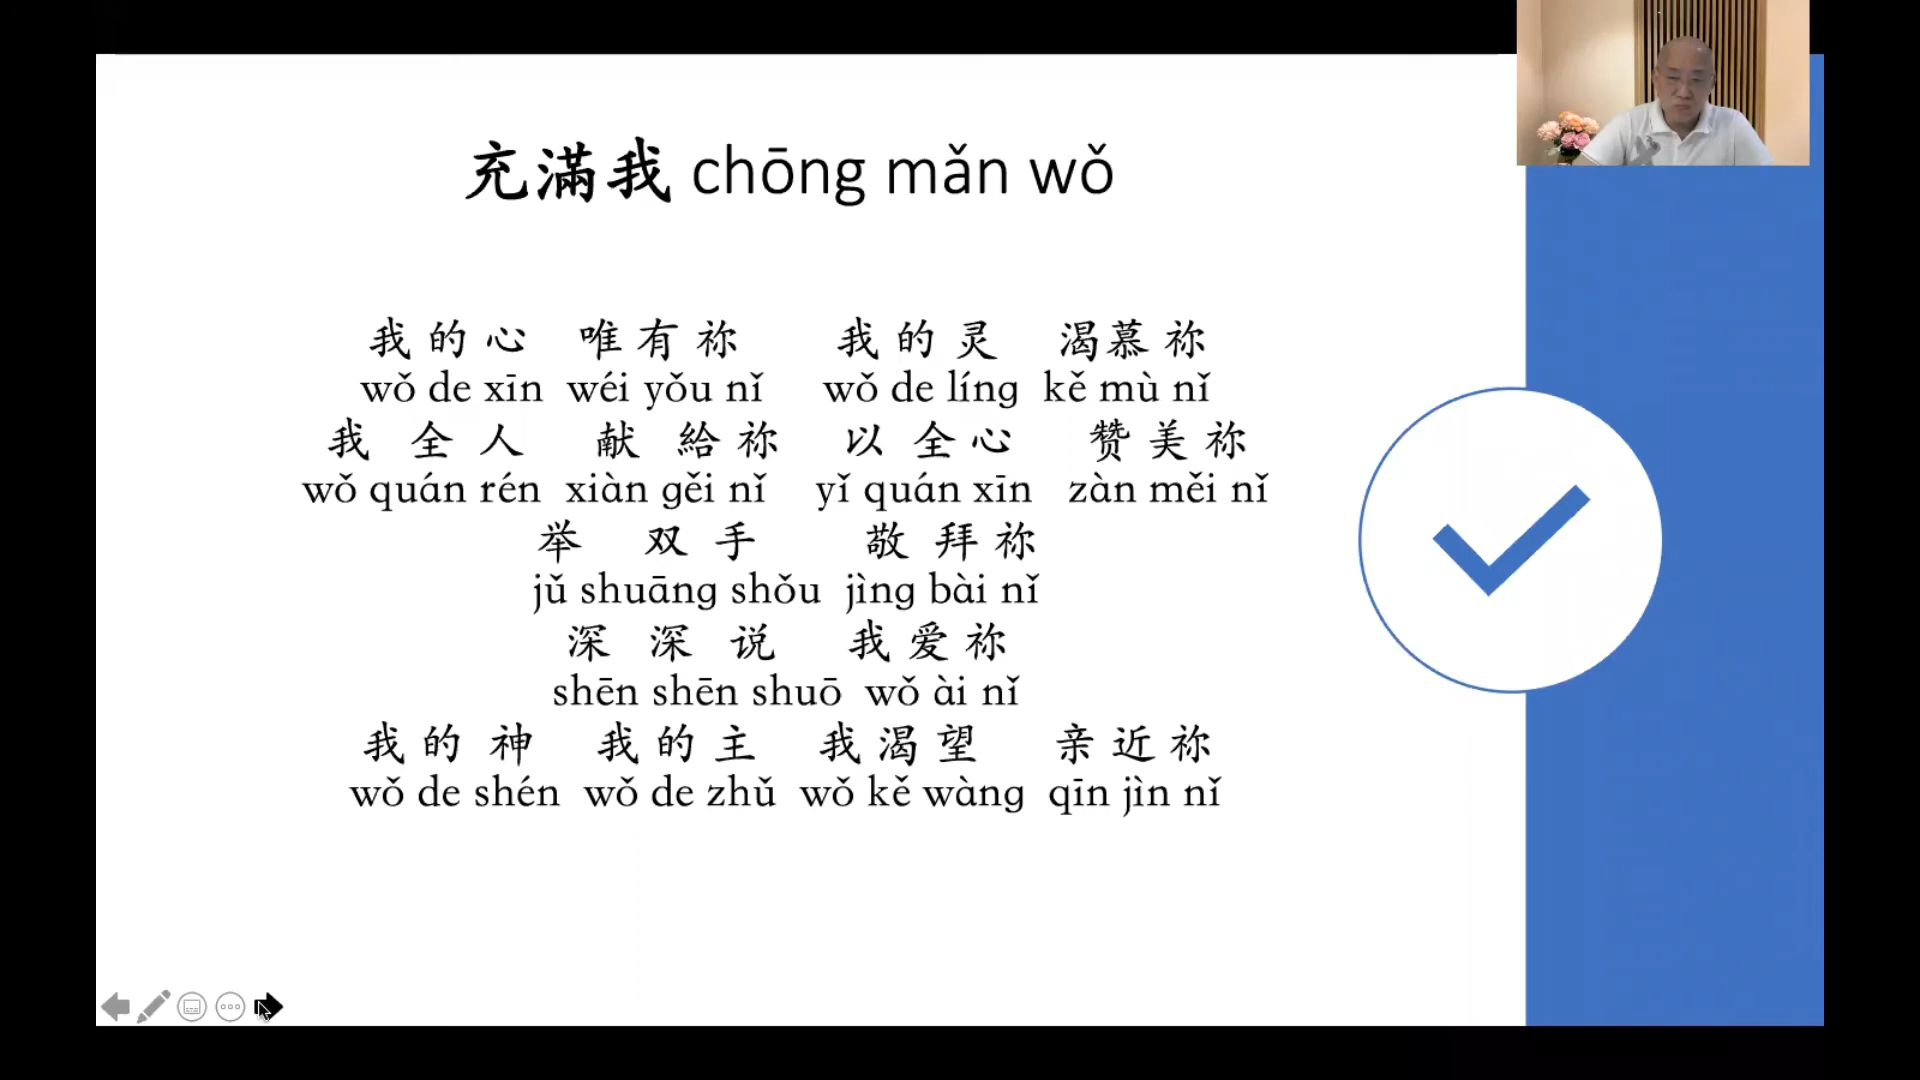 充滿我 chōng mǎn wǒ
我的心 唯有祢 我的灵 渴慕祢
wǒ de xīn wéi yǒu nǐ wǒ de líng kě mù nǐ
我全人 献給祢 以全心 赞美祢
wǒ quán rén xiàn gěi nǐ yǐ quán xīn zàn měi nǐ
举双手 敬拜祢
jǔ shuāng shǒu jìng bài nǐ
深深说 我爱祢
shēn shēn shuō wǒ ài nǐ
我的神 我的主 我渴望 亲近祢
wǒ de shén wǒ de zhǔ wǒ kě wàng qīn jìn nǐ